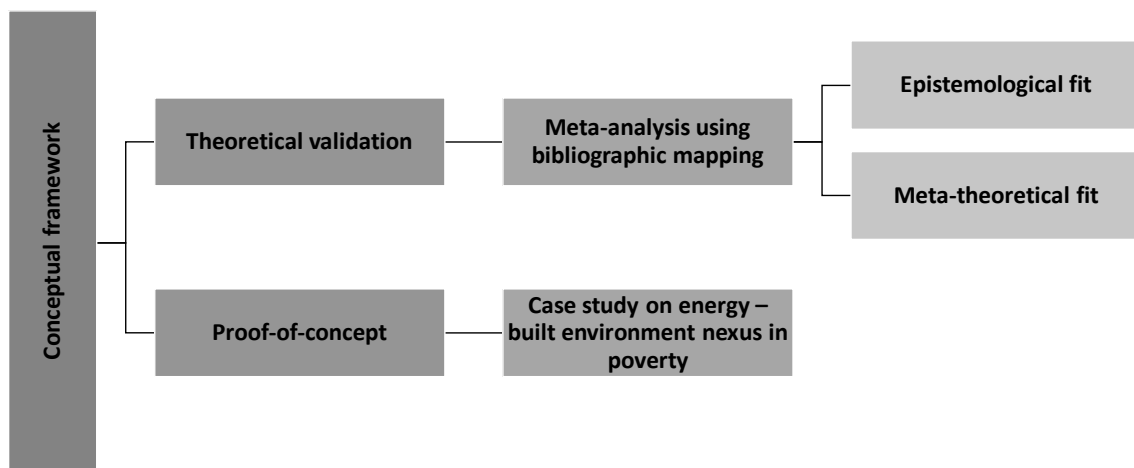 Conceptual framework
Theoretical validation
Meta-analysis using
bibliographic mapping
Epistemological fit
Meta-theoretical fit
Proof-of-concept
Case study on energy –
built environment nexus in
poverty